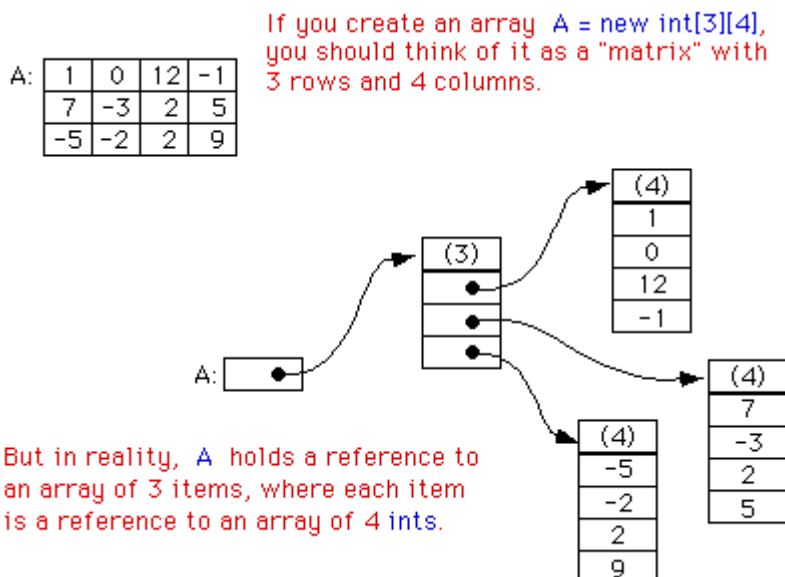 If you create an array A = new int[3][4],
you should think of it as a "matrix" with
3 rows and 4 columns.
A:
1 0 12 -1
7 -3 2 5
-5 -2 2 9
(4)
1
0
12
-1
(3)
A:
(4)
7
-3
2
5
(4)
-5
-2
2
9
But in reality, A holds a reference to
an array of 3 items, where each item
is a reference to an array of 4 ints.